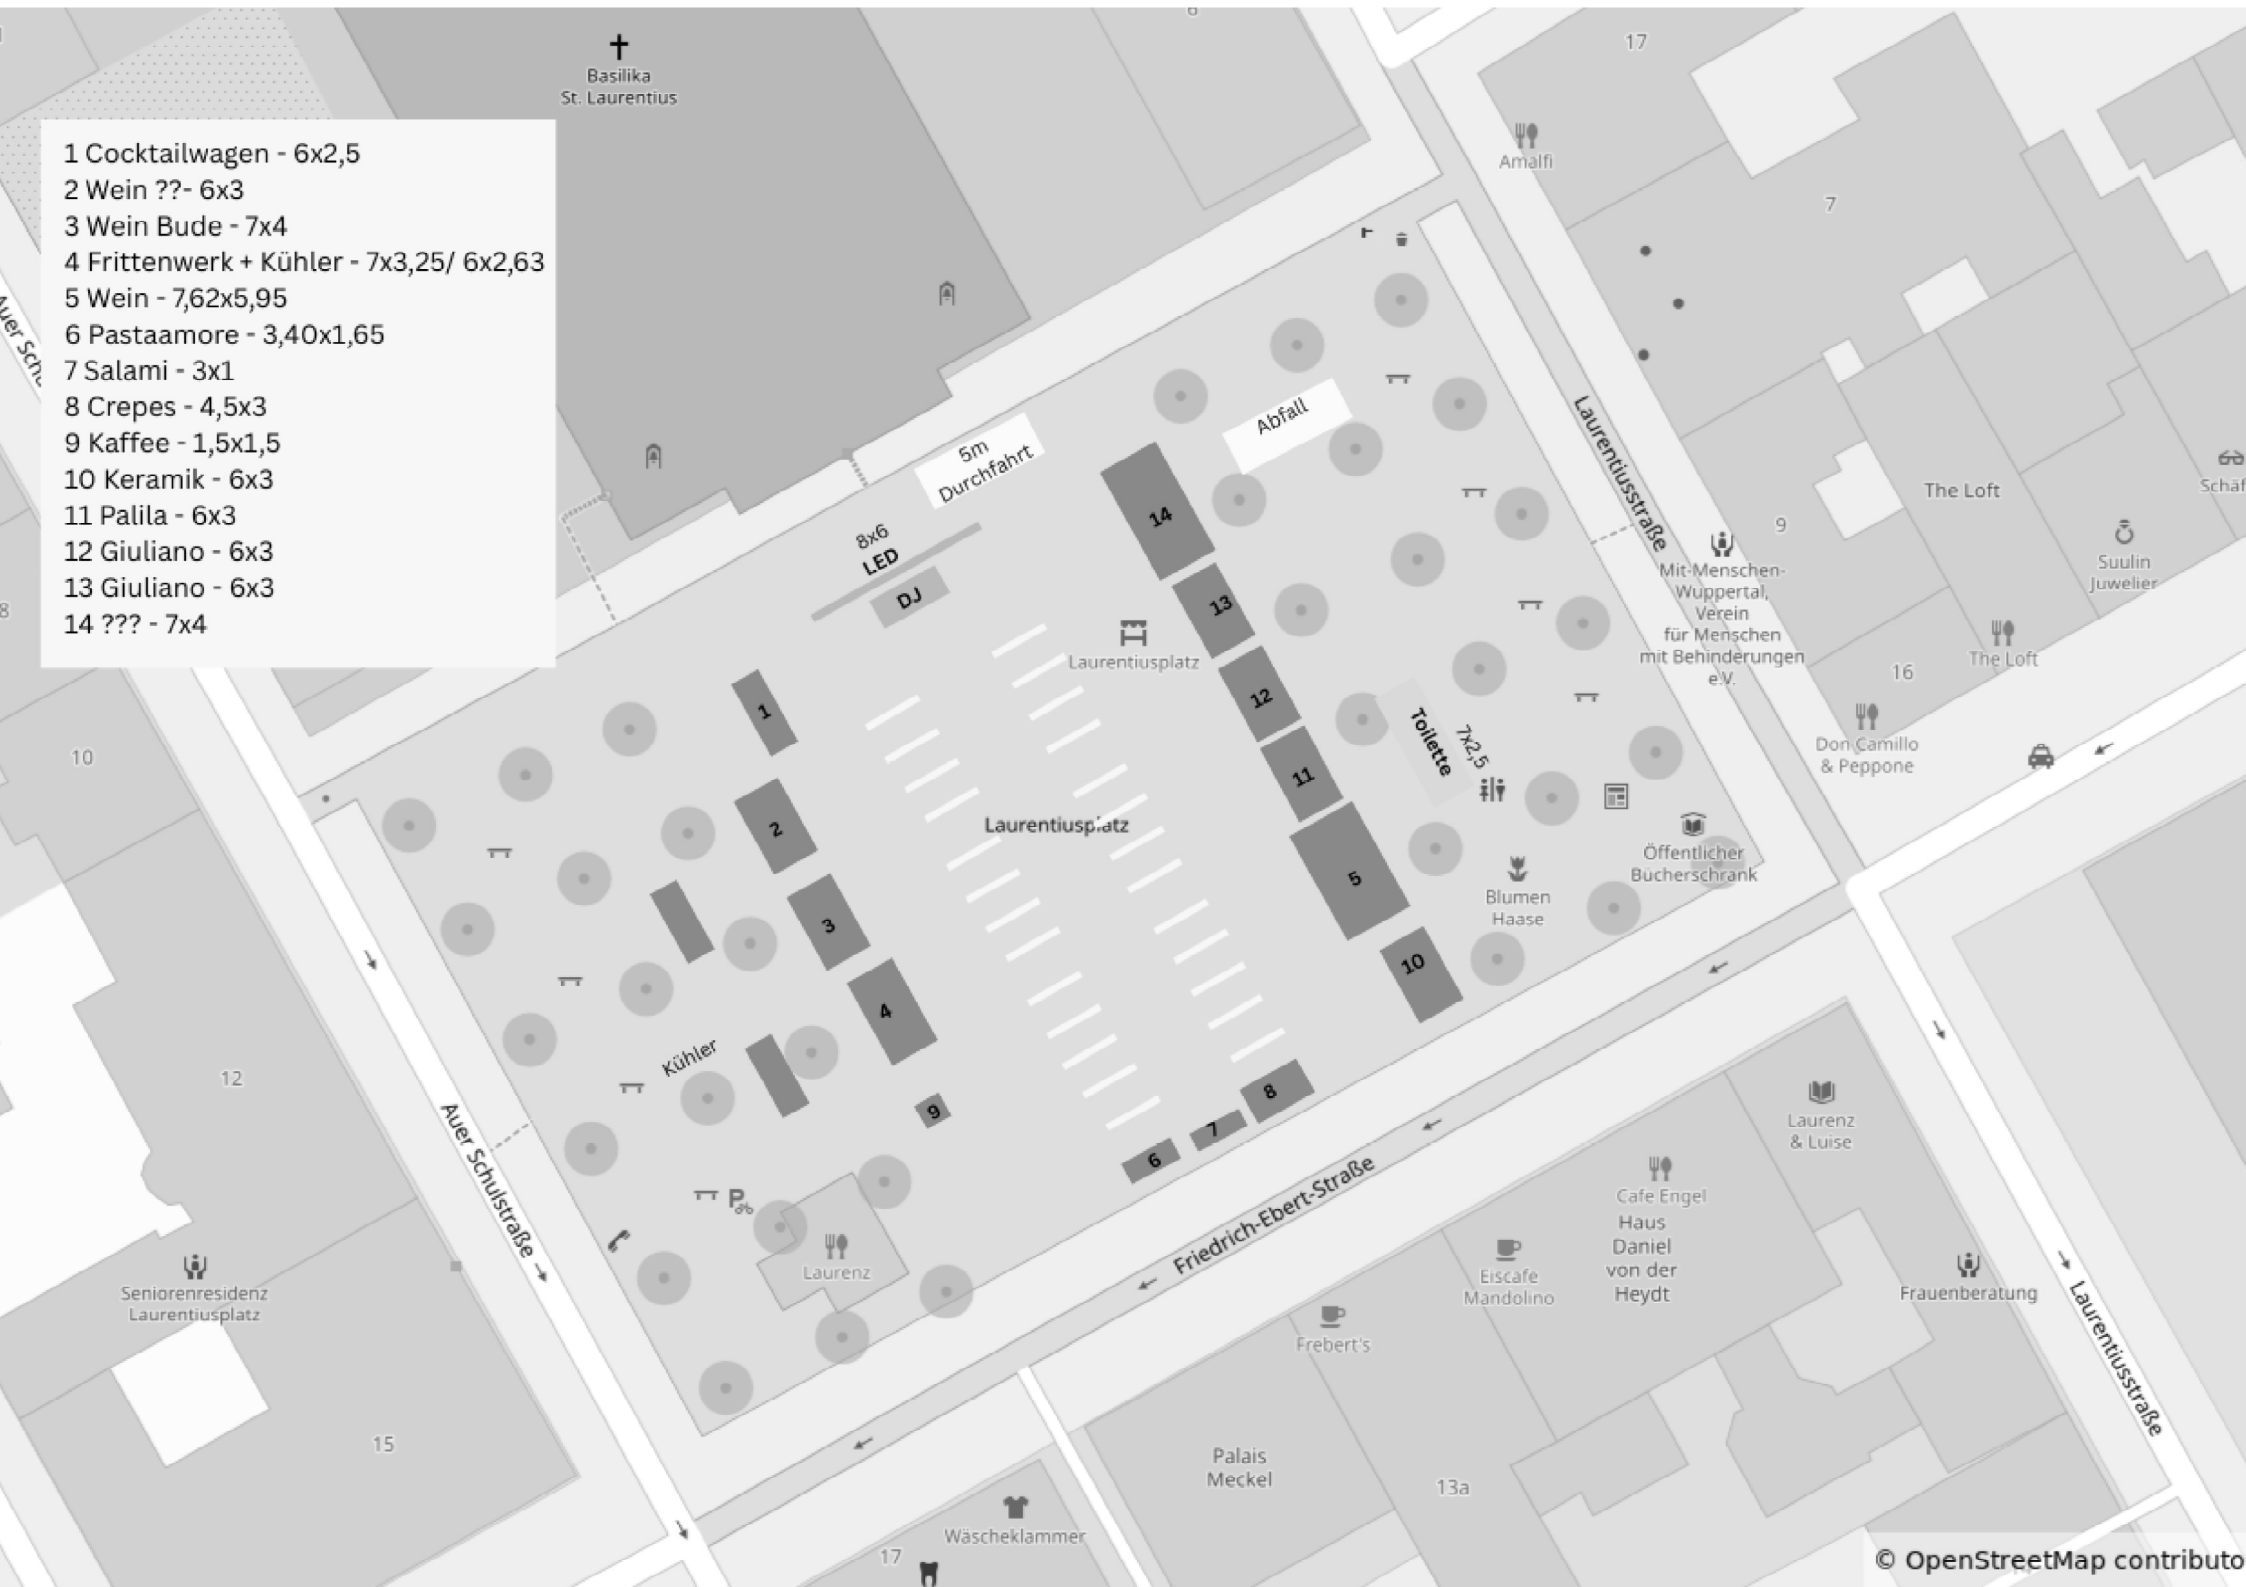 Basilika
St. Laurentius
1 Cocktailwagen - 6x2,5
2 Wein ??- 6x3
3 Wein Bude - 7x4
4 Frittenwerk + Kühler - 7x3,25/ 6x2,63
5 Wein - 7,62x5,95
6 Pastaamore - 3,40x1,65
7 Salami - 3x1
8 Crepes - 4,5x3
9 Kaffee - 1,5x1,5
10 Keramik - 6x3
11 Palila - 6x3
12 Giuliano - 6x3
13 Giuliano - 6x3
14 ??? - 7x4
17
Amalfi
7
Abfall
5m
Durchfahrt
8x6
LED
DJ
14
13
12
11
5
10
Laurentiusplatz
Laurentiusplatz
1
2
3
4
9
6
7
8
Kühler
Toilette
7x2,5
Laurentiusstraße
The Loft
9
Suulin
Juwelier
Mit-Menschen-
Wuppertal,
Verein
für Menschen
mit Behinderungen
e.V.
The Loft
16
Don Camillo
& Peppone
Öffentlicher
Bücherschrank
Blumen
Haase
10
12
Auer Schulstraße
Laurenz
Seniorenresidenz
Laurentiusplatz
15
Friedrich-Ebert-Straße
Laurenz
& Luise
Cafe Engel
Haus
Daniel
von der
Heydt
Eiscafe
Mandolino
Frebert's
Frauenberatung
Laurentiusstraße
Palais
Meckel
13a
Wäscheklammer
17
© OpenStreetMap contributo